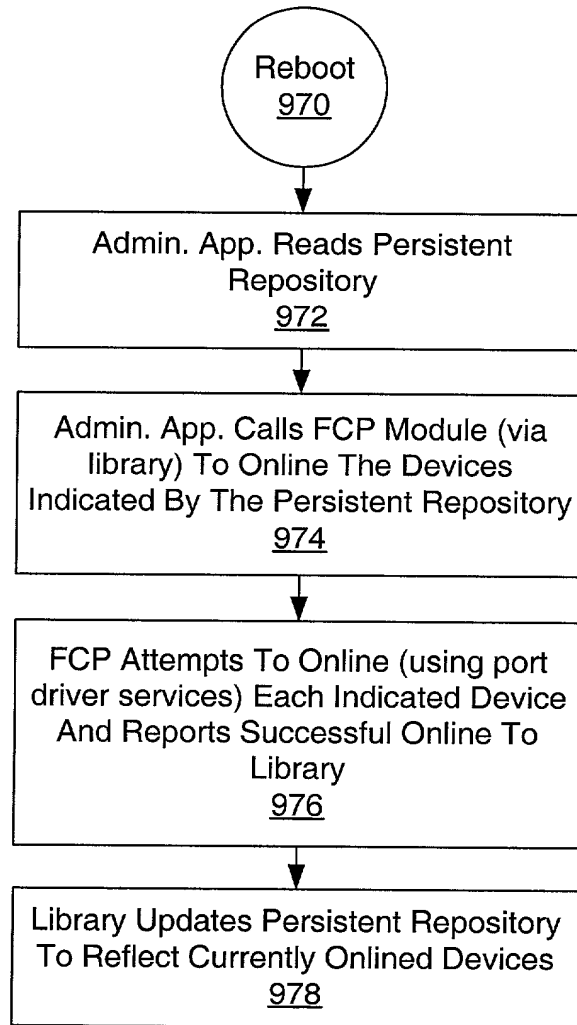 Reboot
970
Admin. App. Reads Persistent
Repository
972
Admin. App. Calls FCP Module (via
library) To Online The Devices
Indicated By The Persistent Repository
974
FCP Attempts To Online (using port
driver services) Each Indicated Device
And Reports Successful Online To
Library
976
Library Updates Persistent Repository
To Reflect Currently Onlined Devices
978